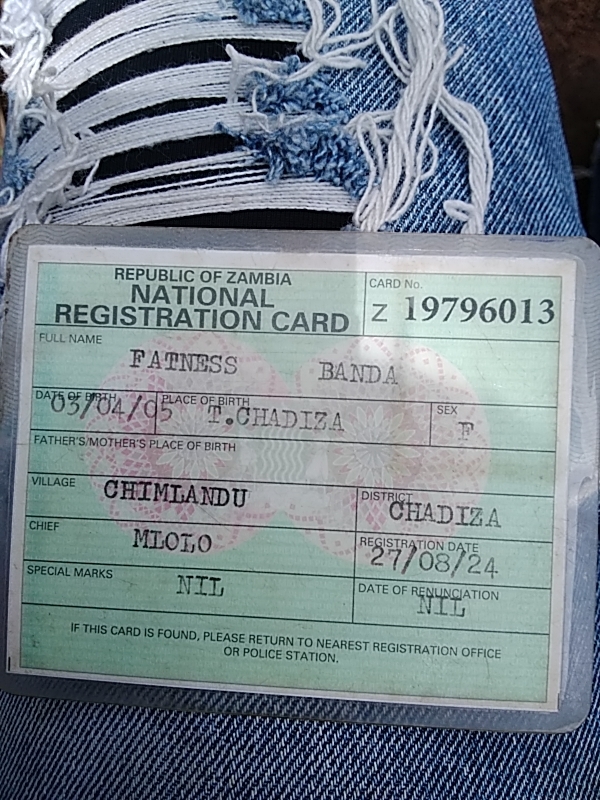 REPUBLIC OF ZAMBIA
NATIONAL
REGISTRATION CARD
CARD No.
Z 19796013
FULL NAME
FATNESS BANDA
DATE OF BIRTH
03/04/05
PLACE OF BIRTH
T.CHADIZA
SEX
F
FATHER'S/MOTHER'S PLACE OF BIRTH
VILLAGE
CHIMLANDU
DISTRICT
CHADIZA
CHIEF
MLOLO
REGISTRATION DATE
27/08/24
SPECIAL MARKS
NIL
DATE OF RENUNCIATION
NIL
IF THIS CARD IS FOUND, PLEASE RETURN TO NEAREST REGISTRATION OFFICE
OR POLICE STATION.